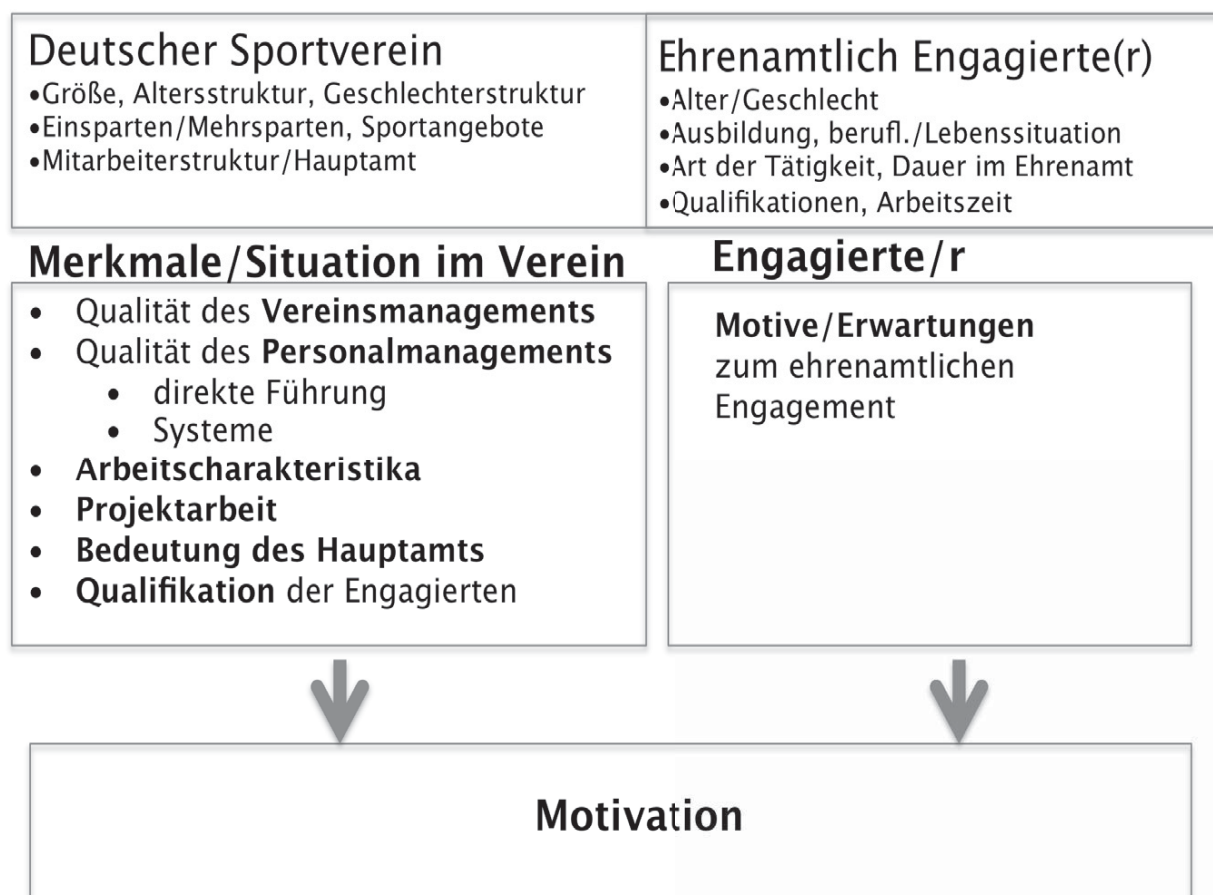 Deutscher Sportverein
•Größe, Altersstruktur, Geschlechterstruktur
•Einsparten/Mehrsparten, Sportangebote
•Mitarbeiterstruktur/Hauptamt
Ehrenamtlich Engagierte(r)
•Alter/Geschlecht
•Ausbildung, berufl./Lebenssituation
•Art der Tätigkeit, Dauer im Ehrenamt
•Qualifikationen, Arbeitszeit
Merkmale/Situation im Verein
• Qualität des Vereinsmanagements
• Qualität des Personalmanagements
• direkte Führung
• Systeme
• Arbeitscharakteristika
• Projektarbeit
• Bedeutung des Hauptamts
• Qualifikation der Engagierten
Engagierte/r
Motive/Erwartungen
zum ehrenamtlichen
Engagement
Motivation